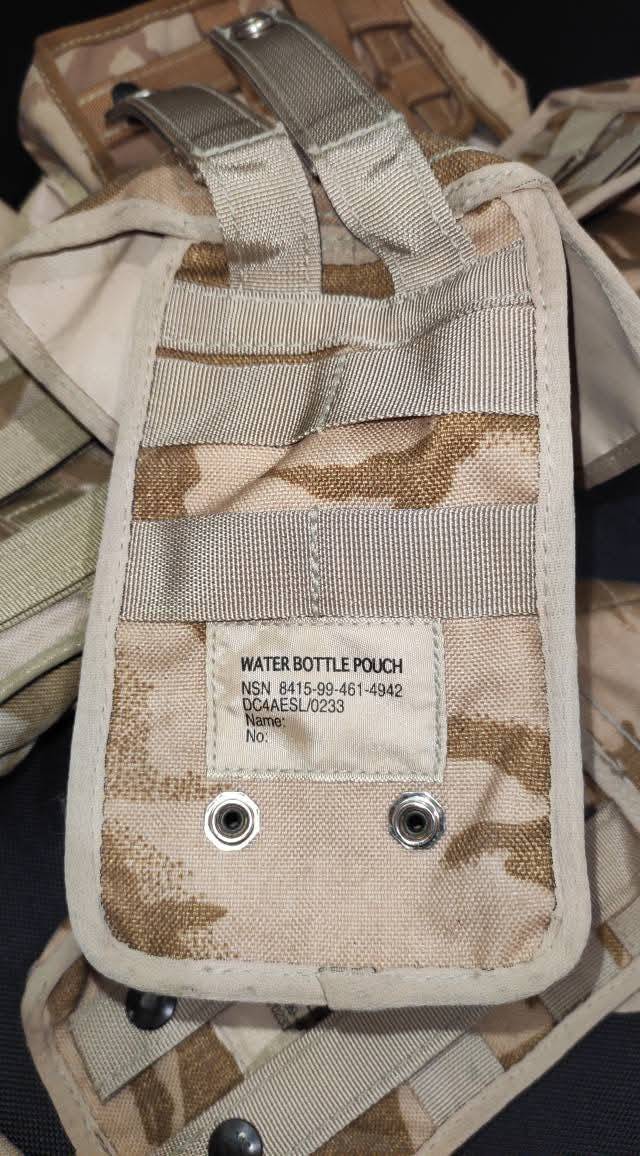 WATER BOTTLE POUCH
NSN 8415-99-461-4942
DC4AESL/0233
Name:
No: